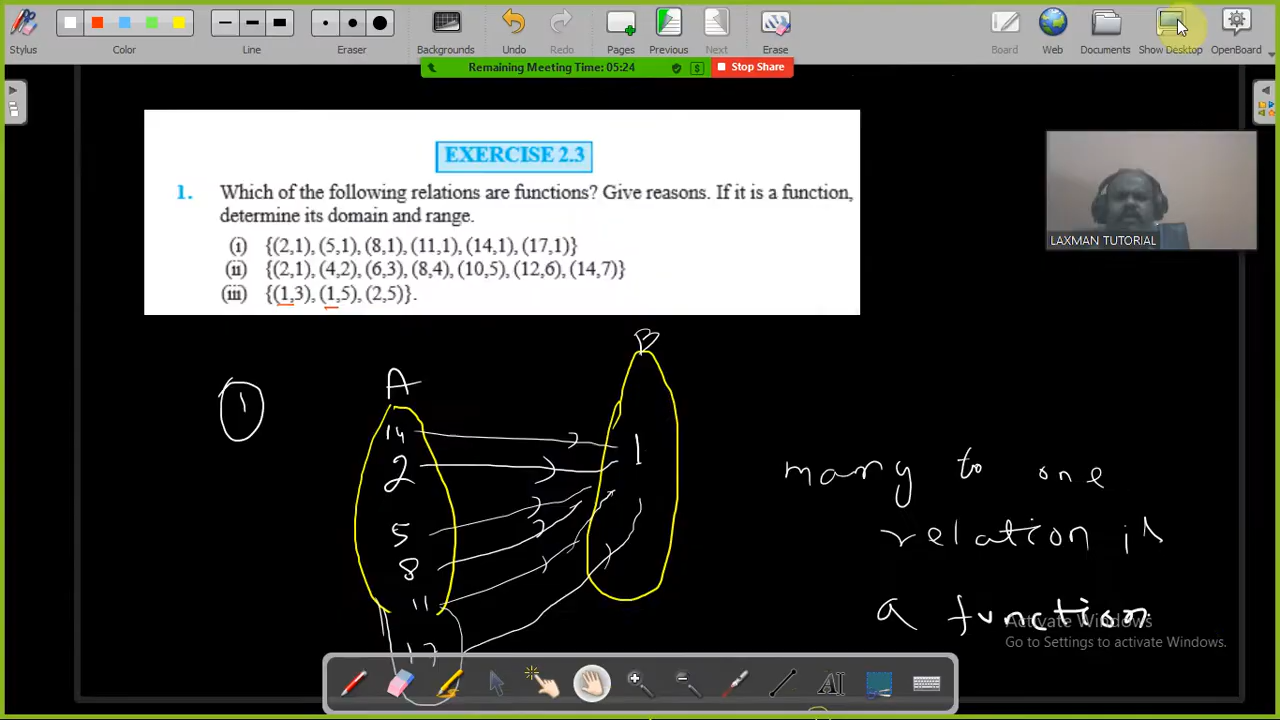 Stylus
Color
Line
Eraser
Backgrounds
Undo
Redo
Pages
Previous
Next
Erase
Board
Web
Documents
Show Desktop
OpenBoard
Remaining Meeting Time: 05:24
Stop Share
EXERCISE 2.3
1. Which of the following relations are functions? Give reasons. If it is a function,
determine its domain and range.
(i) {(2,1), (5,1), (8,1), (11,1), (14,1), (17,1)}
(ii) {(2,1), (4,2), (6,3), (8,4), (10,5), (12,6), (14,7)}
(iii) {(1,3), (1,5), (2,5)}.
LAXMAN TUTORIAL
1
A
B
14
2
5
8
11
17
1
many to one
relation is
a function
Activate Windows
Go to Settings to activate Windows.
AI